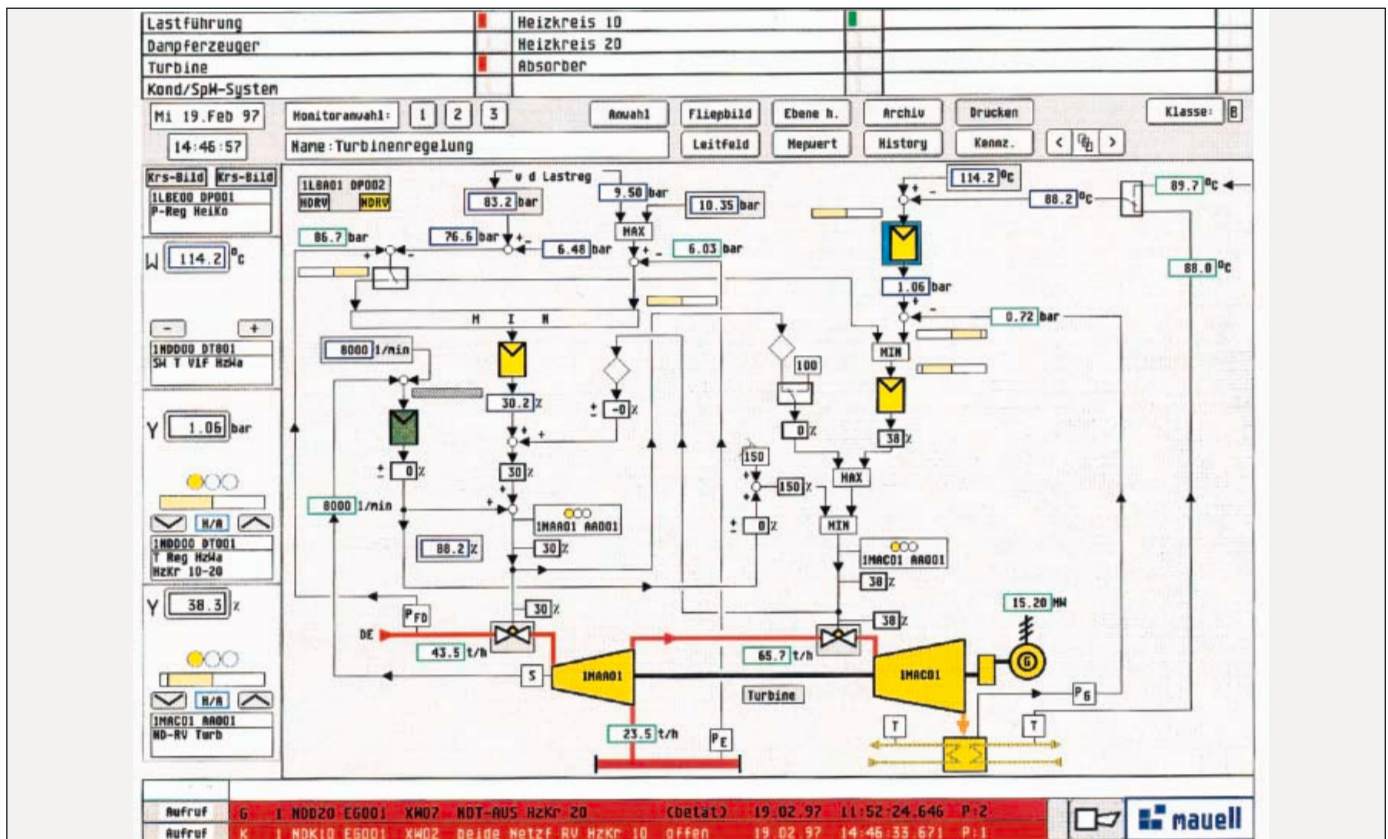 Lastführung Heizkreis 10
Dampferzeuger Heizkreis 20
Turbine Absorber
Kond/SpW-System
Mi 19.Feb 97 Monitoranwahl: 1 2 3 Anwahl Fließbild Ebene h. Archiv Drucken Klasse: B
14:46:57 Name:Turbinenregelung Leitfeld Meßwert History Kennz. < >
Krs-Bild Krs-Bild
1LBE00 DP001
P-Reg HeiKo
W 114.2 °C
- +
1NDD00 DT801
SW T Vlf HzWa
Y 1.06 bar
H/A
1NDD00 DT001
T Reg HzWa
HzKr 10-20
Y 38.3 %
H/A
1MAC01 AA001
ND-RV Turb
1LBA01 DP002
HDRV NDRV
v d Lastreg
83.2 bar 9.50 bar 10.35 bar
114.2 °C 88.2 °C 89.7 °C
86.7 bar 76.6 bar + - 6.48 bar MAX + - 6.03 bar
+ - 88.0 °C
1.06 bar
+ - 0.72 bar
M I N
MIN
8000 1/min
100
30.2 %
± -0 %
0 % 38 %
+ +
± 0 % 30 % 150 MAX
8000 1/min + + 150 % MIN
1MAA01 AA001 ± 0 %
88.2 % 30 % 1MAC01 AA001
38 %
PFD 30 % 38 % 15.20 MW
DE 43.5 t/h 65.7 t/h
S 1MAA01 1MAC01 G
Turbine PG
23.5 t/h PE T T
Aufruf G 1 NDD20 EG001 XW07 NOT-AUS HzKr 20 (betät) 19.02.97 11:52:24.646 P:2
Aufruf K 1 NDK10 EG001 XW02 beide Netzf RV HzKr 10 offen 19.02.97 14:46:33.671 P:1
mauell